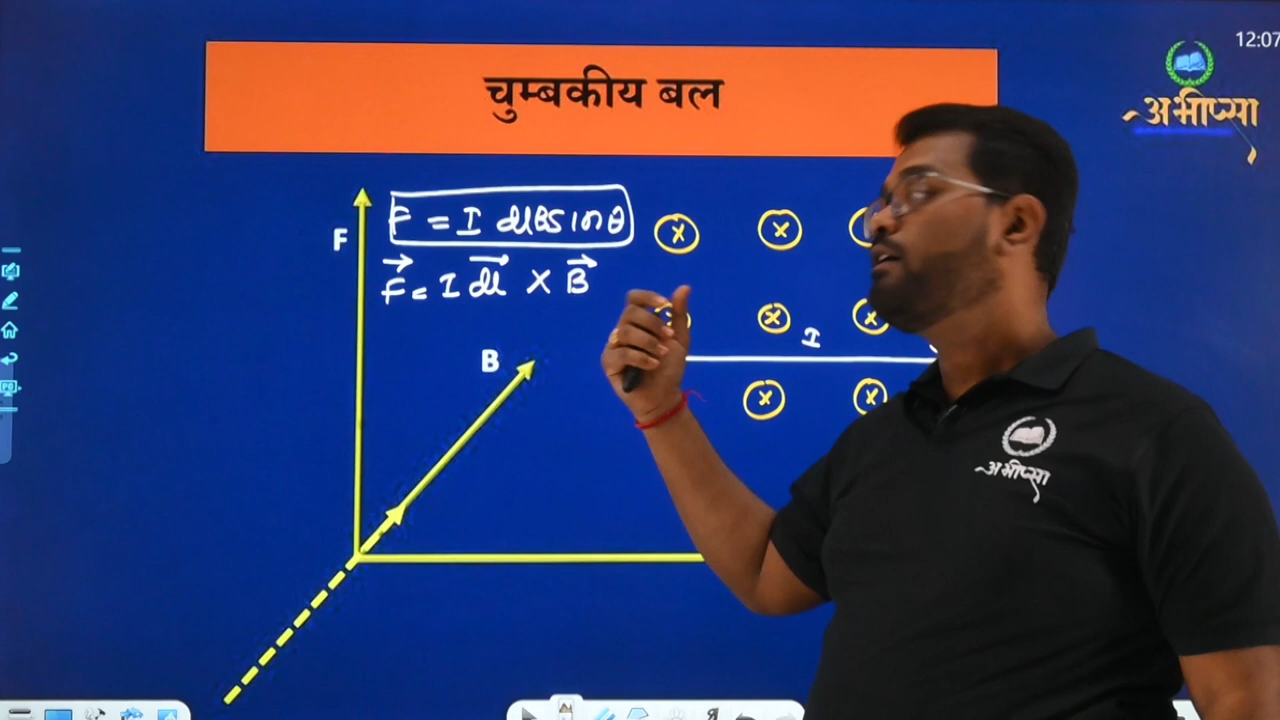 12:07
अभीप्सा
चुम्बकीय बल
F
F = I dlB sinθ
F⃗ = I dl⃗ × B⃗
B
I
अभीप्सा